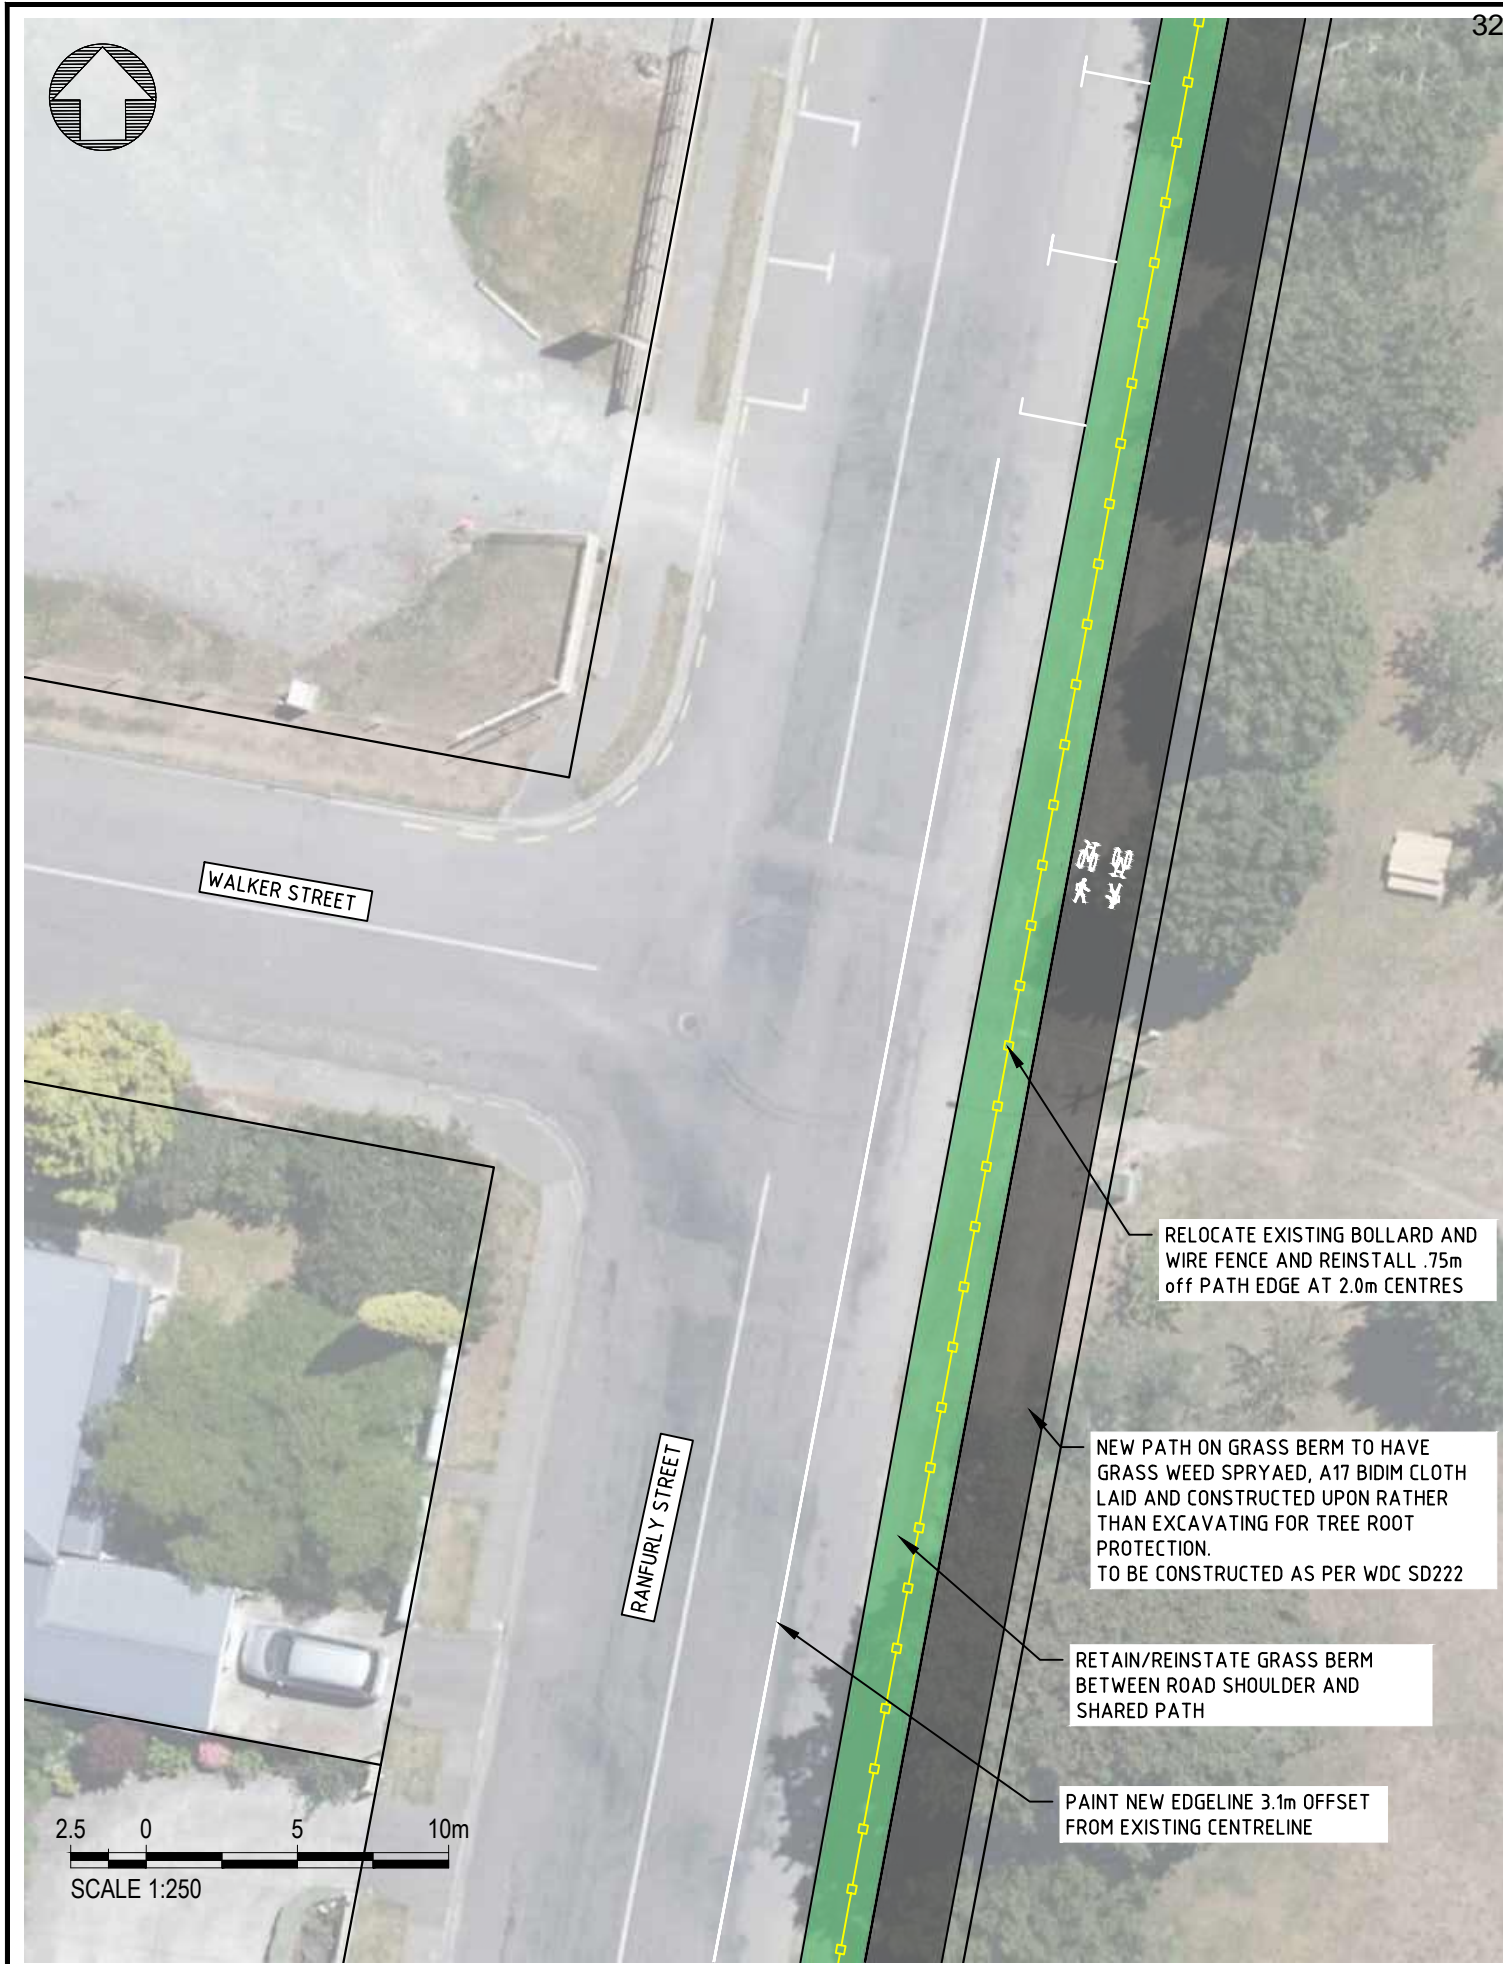 32
WALKER STREET
RELOCATE EXISTING BOLLARD AND
WIRE FENCE AND REINSTALL .75m
off PATH EDGE AT 2.0m CENTRES
NEW PATH ON GRASS BERM TO HAVE
GRASS WEED SPRYAED, A17 BIDIM CLOTH
LAID AND CONSTRUCTED UPON RATHER
THAN EXCAVATING FOR TREE ROOT
PROTECTION.
TO BE CONSTRUCTED AS PER WDC SD222
RANFURLY STREET
RETAIN/REINSTATE GRASS BERM
BETWEEN ROAD SHOULDER AND
SHARED PATH
PAINT NEW EDGELINE 3.1m OFFSET
FROM EXISTING CENTRELINE
2.5 0 5 10m
SCALE 1:250